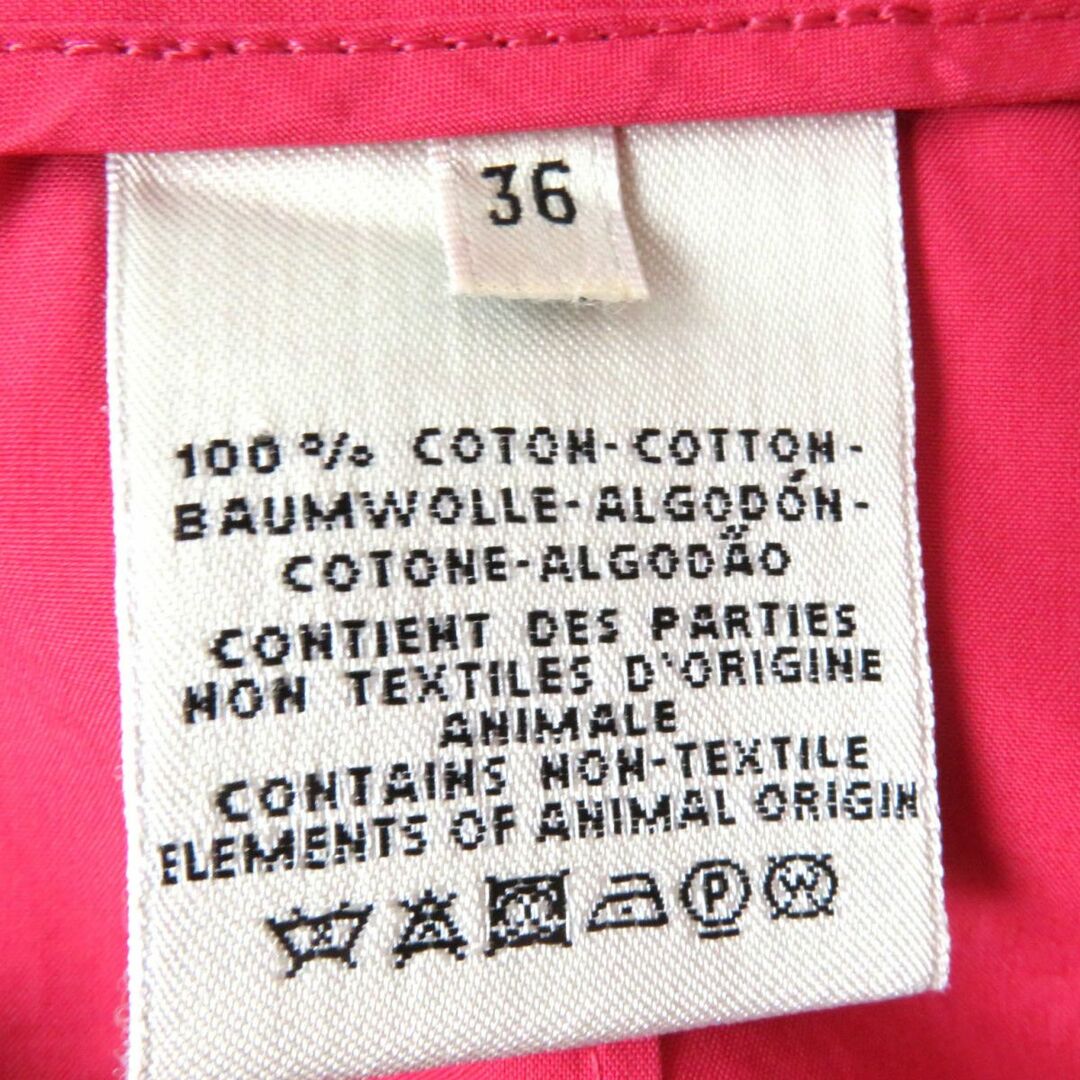 36
100% COTON-COTTON-
BAUMWOLLE-ALGODÓN-
COTONE-ALGODÃO
CONTIENT DES PARTIES
NON TEXTILES D'ORIGINE
ANIMALE
CONTAINS NON-TEXTILE
ELEMENTS OF ANIMAL ORIGIN
P W